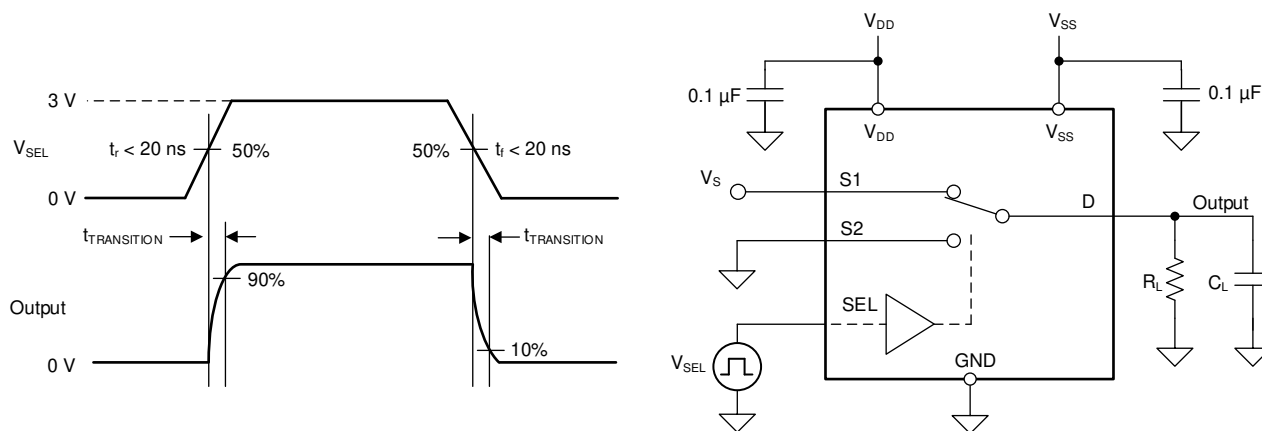 3 V
V_SEL
t_r < 20 ns
50%
50%
t_f < 20 ns
0 V
t_TRANSITION
t_TRANSITION
90%
Output
10%
0 V
V_DD
V_SS
0.1 µF
0.1 µF
V_DD
V_SS
V_S
S1
D
Output
S2
R_L
C_L
SEL
V_SEL
GND